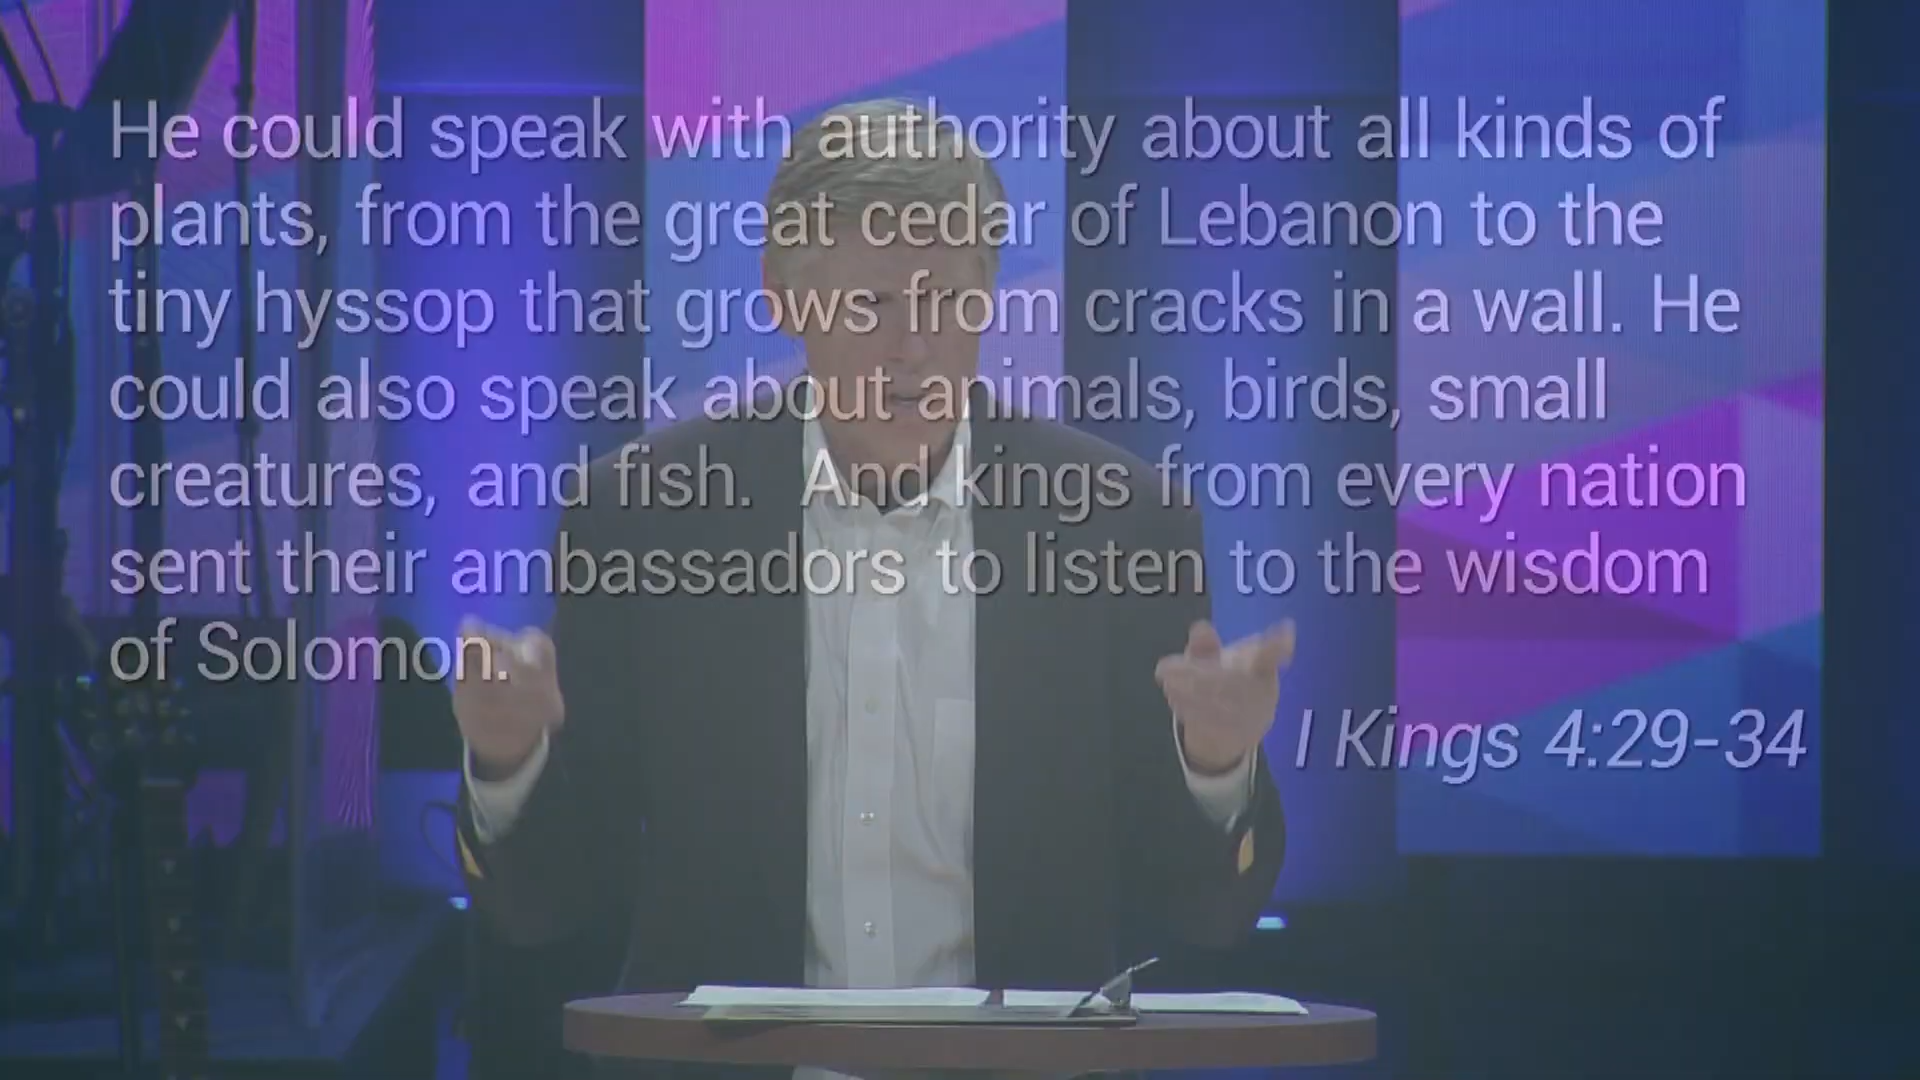 He could speak with authority about all kinds of
plants, from the great cedar of Lebanon to the
tiny hyssop that grows from cracks in a wall. He
could also speak about animals, birds, small
creatures, and fish.  And kings from every nation
sent their ambassadors to listen to the wisdom
of Solomon.
I Kings 4:29-34